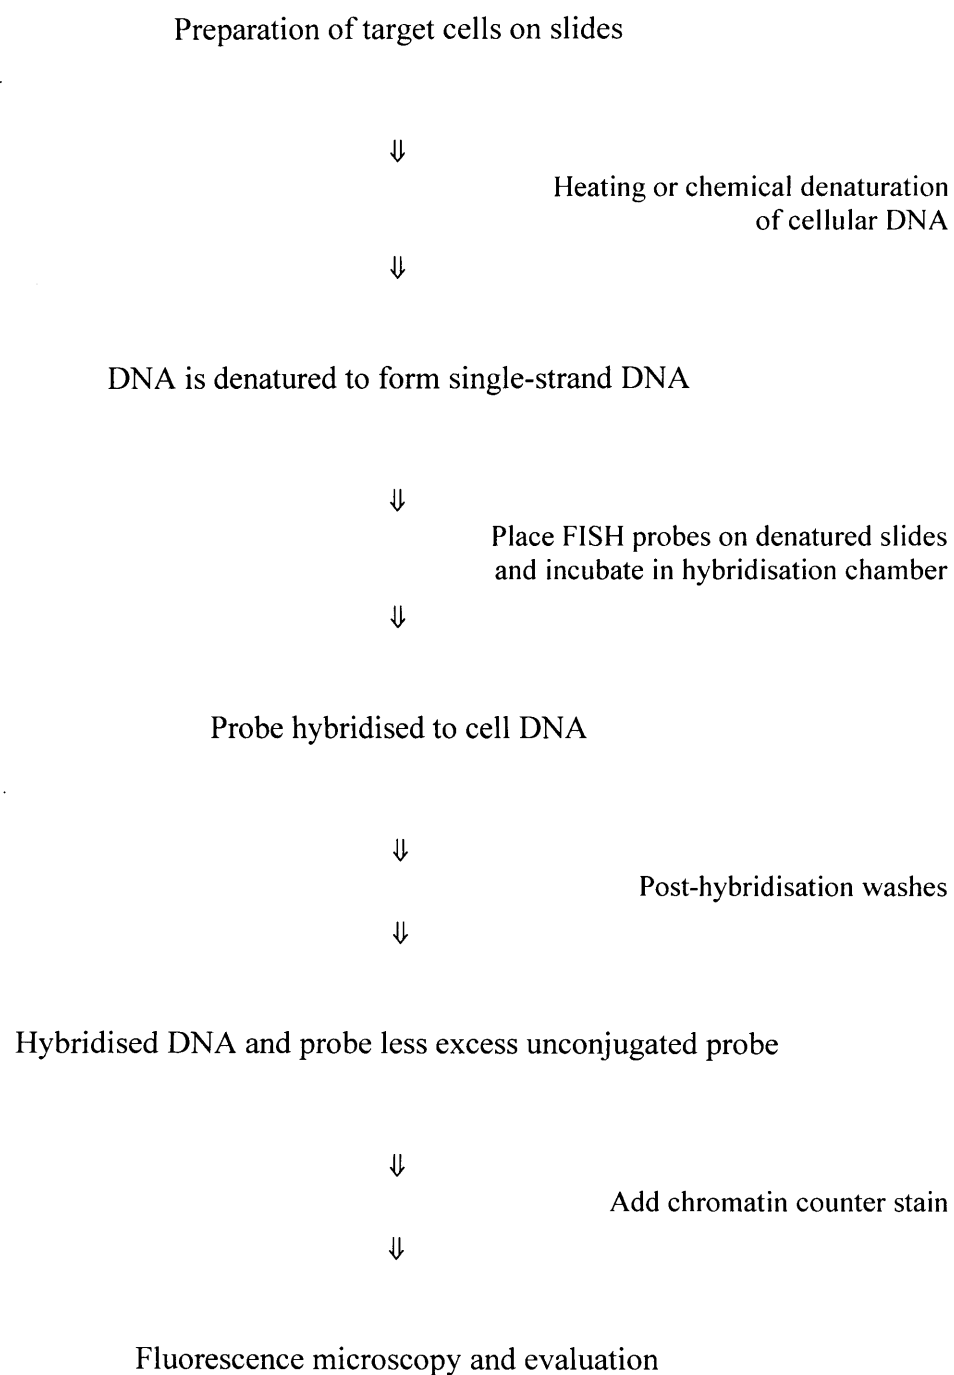 Preparation of target cells on slides
⇓
Heating or chemical denaturation
of cellular DNA
⇓
DNA is denatured to form single-strand DNA
⇓
Place FISH probes on denatured slides
and incubate in hybridisation chamber
⇓
Probe hybridised to cell DNA
⇓
Post-hybridisation washes
⇓
Hybridised DNA and probe less excess unconjugated probe
⇓
Add chromatin counter stain
⇓
Fluorescence microscopy and evaluation